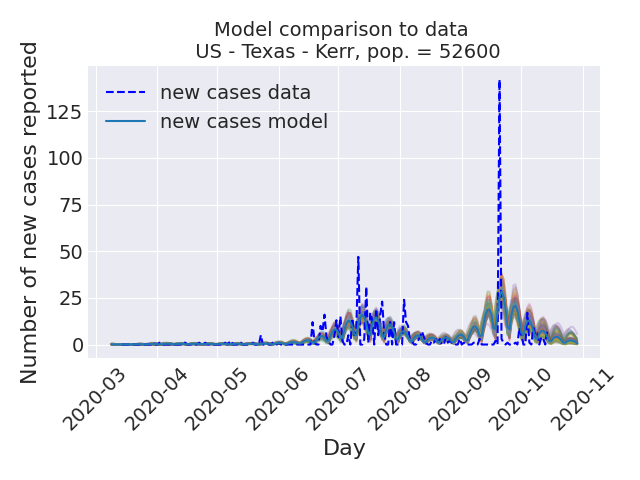 Model comparison to data
US - Texas - Kerr, pop. = 52600
new cases data
new cases model
Number of new cases reported
125
100
75
50
25
0
2020-03
2020-04
2020-05
2020-06
2020-07
2020-08
2020-09
2020-10
2020-11
Day